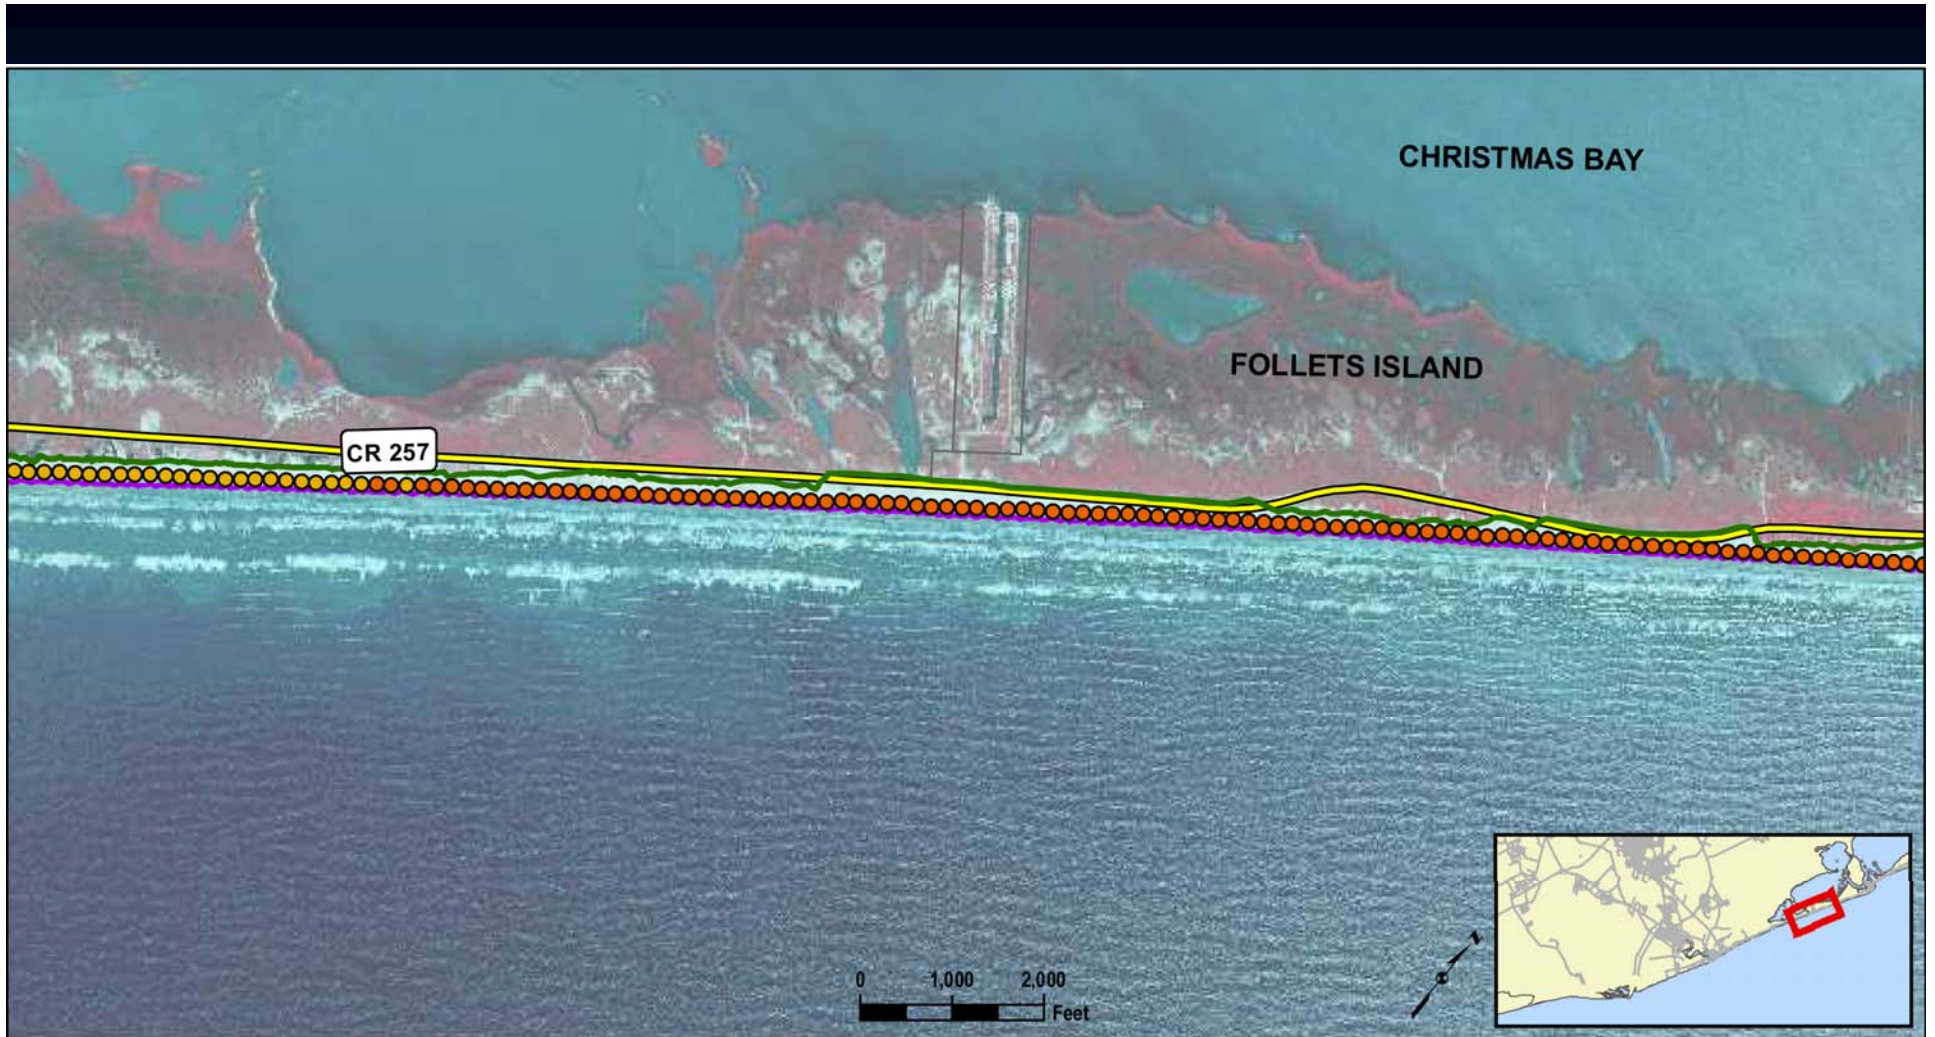 CHRISTMAS BAY
FOLLETS ISLAND
CR 257
0 1,000 2,000
Feet
N